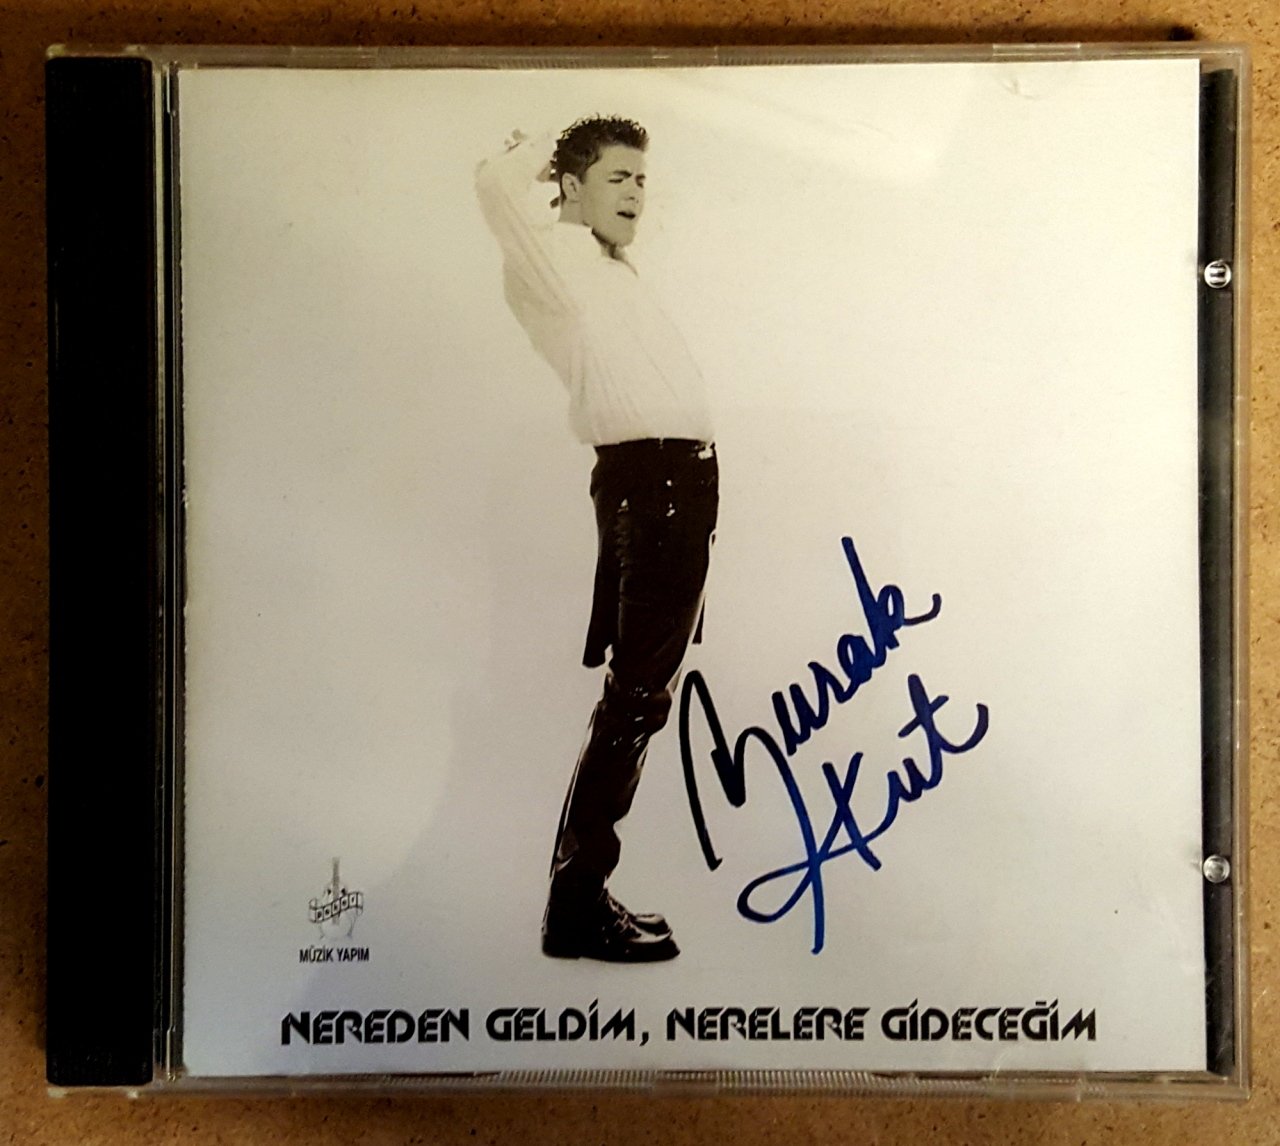 Burak
Kut
MÜZİK YAPIM
NEREDEN GELDİM, NERELERE GİDECEĞİM